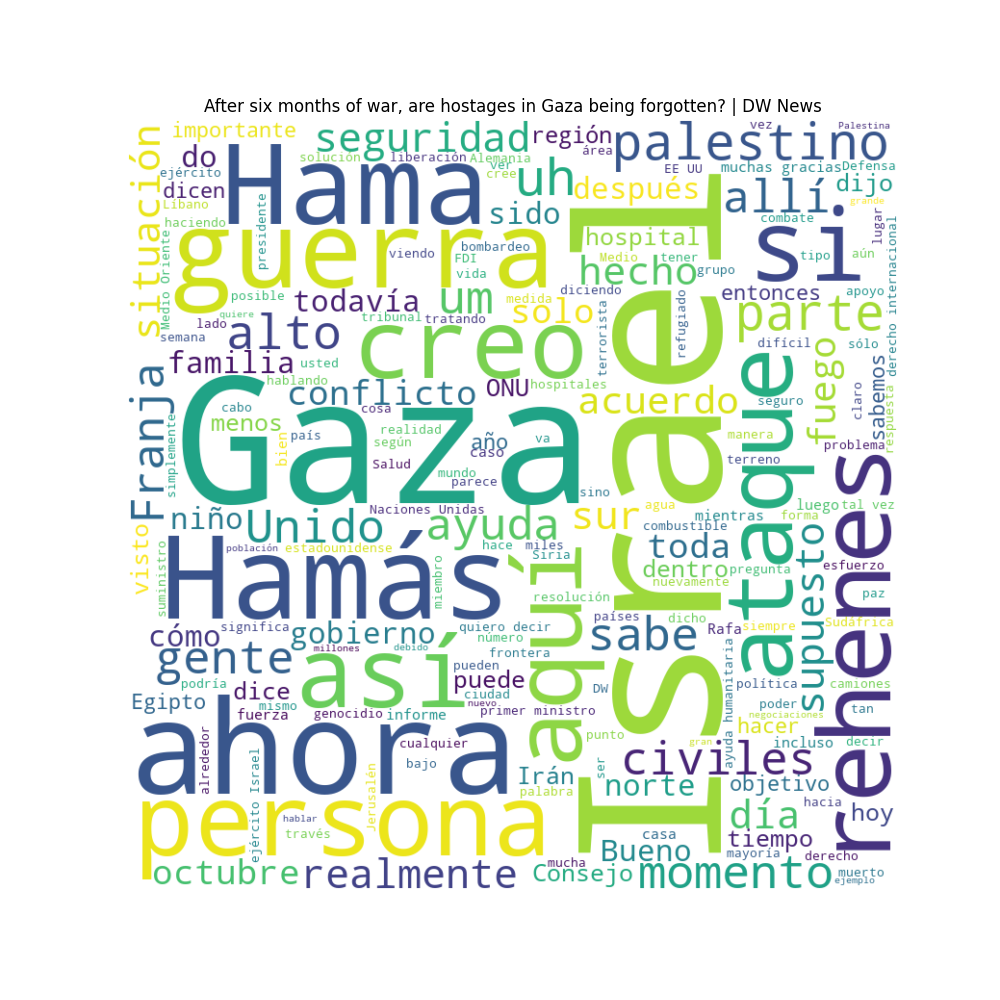 After six months of war, are hostages in Gaza being forgotten? | DW News
situación
importante
seguridad
región
palestino
vez
Palestina
do
solución
liberación
Alemania
ver
área
EE UU
muchas gracias
Defensa
ejército
dicen
Hama
cree
uh
después
allí
dijo
Líbano
haciendo
presidente
sido
Israel
combate
grande
lugar
si
guerra
viendo
bombardeo
FDI
vida
hospital
Medio
tener
hecho
grupo
tipo
aún
derecho internacional
Medio Oriente
posible
todavía
um
diciendo
medida
solo
entonces
apoyo
quiere
lado
semana
alto
tribunal
tratando
creo
terrorista
refugiado
parte
difícil
sólo
familia
usted
hablando
conflicto
ONU
hospitales
acuerdo
seguro
fuego
claro
sabemos
respuesta
Franja
simplemente
Gaza
cabo
menos
cosa
bien
país
realidad
según
año
caso
va
manera
ataque
problema
Salud
mundo
parece
terreno
sino
rehenes
visto
niño
Unido
Naciones Unidas
ayuda
sur
agua
combustible
mientras
forma
luego
tal vez
suministro
Hamás
población
estadounidense
hace
miles
Siria
toda
dentro
pregunta
nuevamente
supuesto
esfuerzo
paz
miembro
aquí
resolución
países
dicho
cómo
significa
gobierno
quiero decir
número
sabe
Rafa
siempre
Sudáfrica
gente
millones
debido
así
frontera
pueden
puede
ciudad
DW
ayuda humanitaria
política
camiones
podría
dice
mismo
Egipto
fuerza
genocidio
informe
nuevo.
primer ministro
poder
negociaciones
tan
hacer
punto
gran
ahora
alrededor
cualquier
bajo
civiles
incluso
decir
ejército Israel
Jerusalén
Irán
palabra
ser
norte
objetivo
hacia
hoy
persona
hablar
través
casa
Bueno
día
tiempo
mayoría
derecho
octubre
realmente
mucha
Consejo
momento
muerto
ejemplo